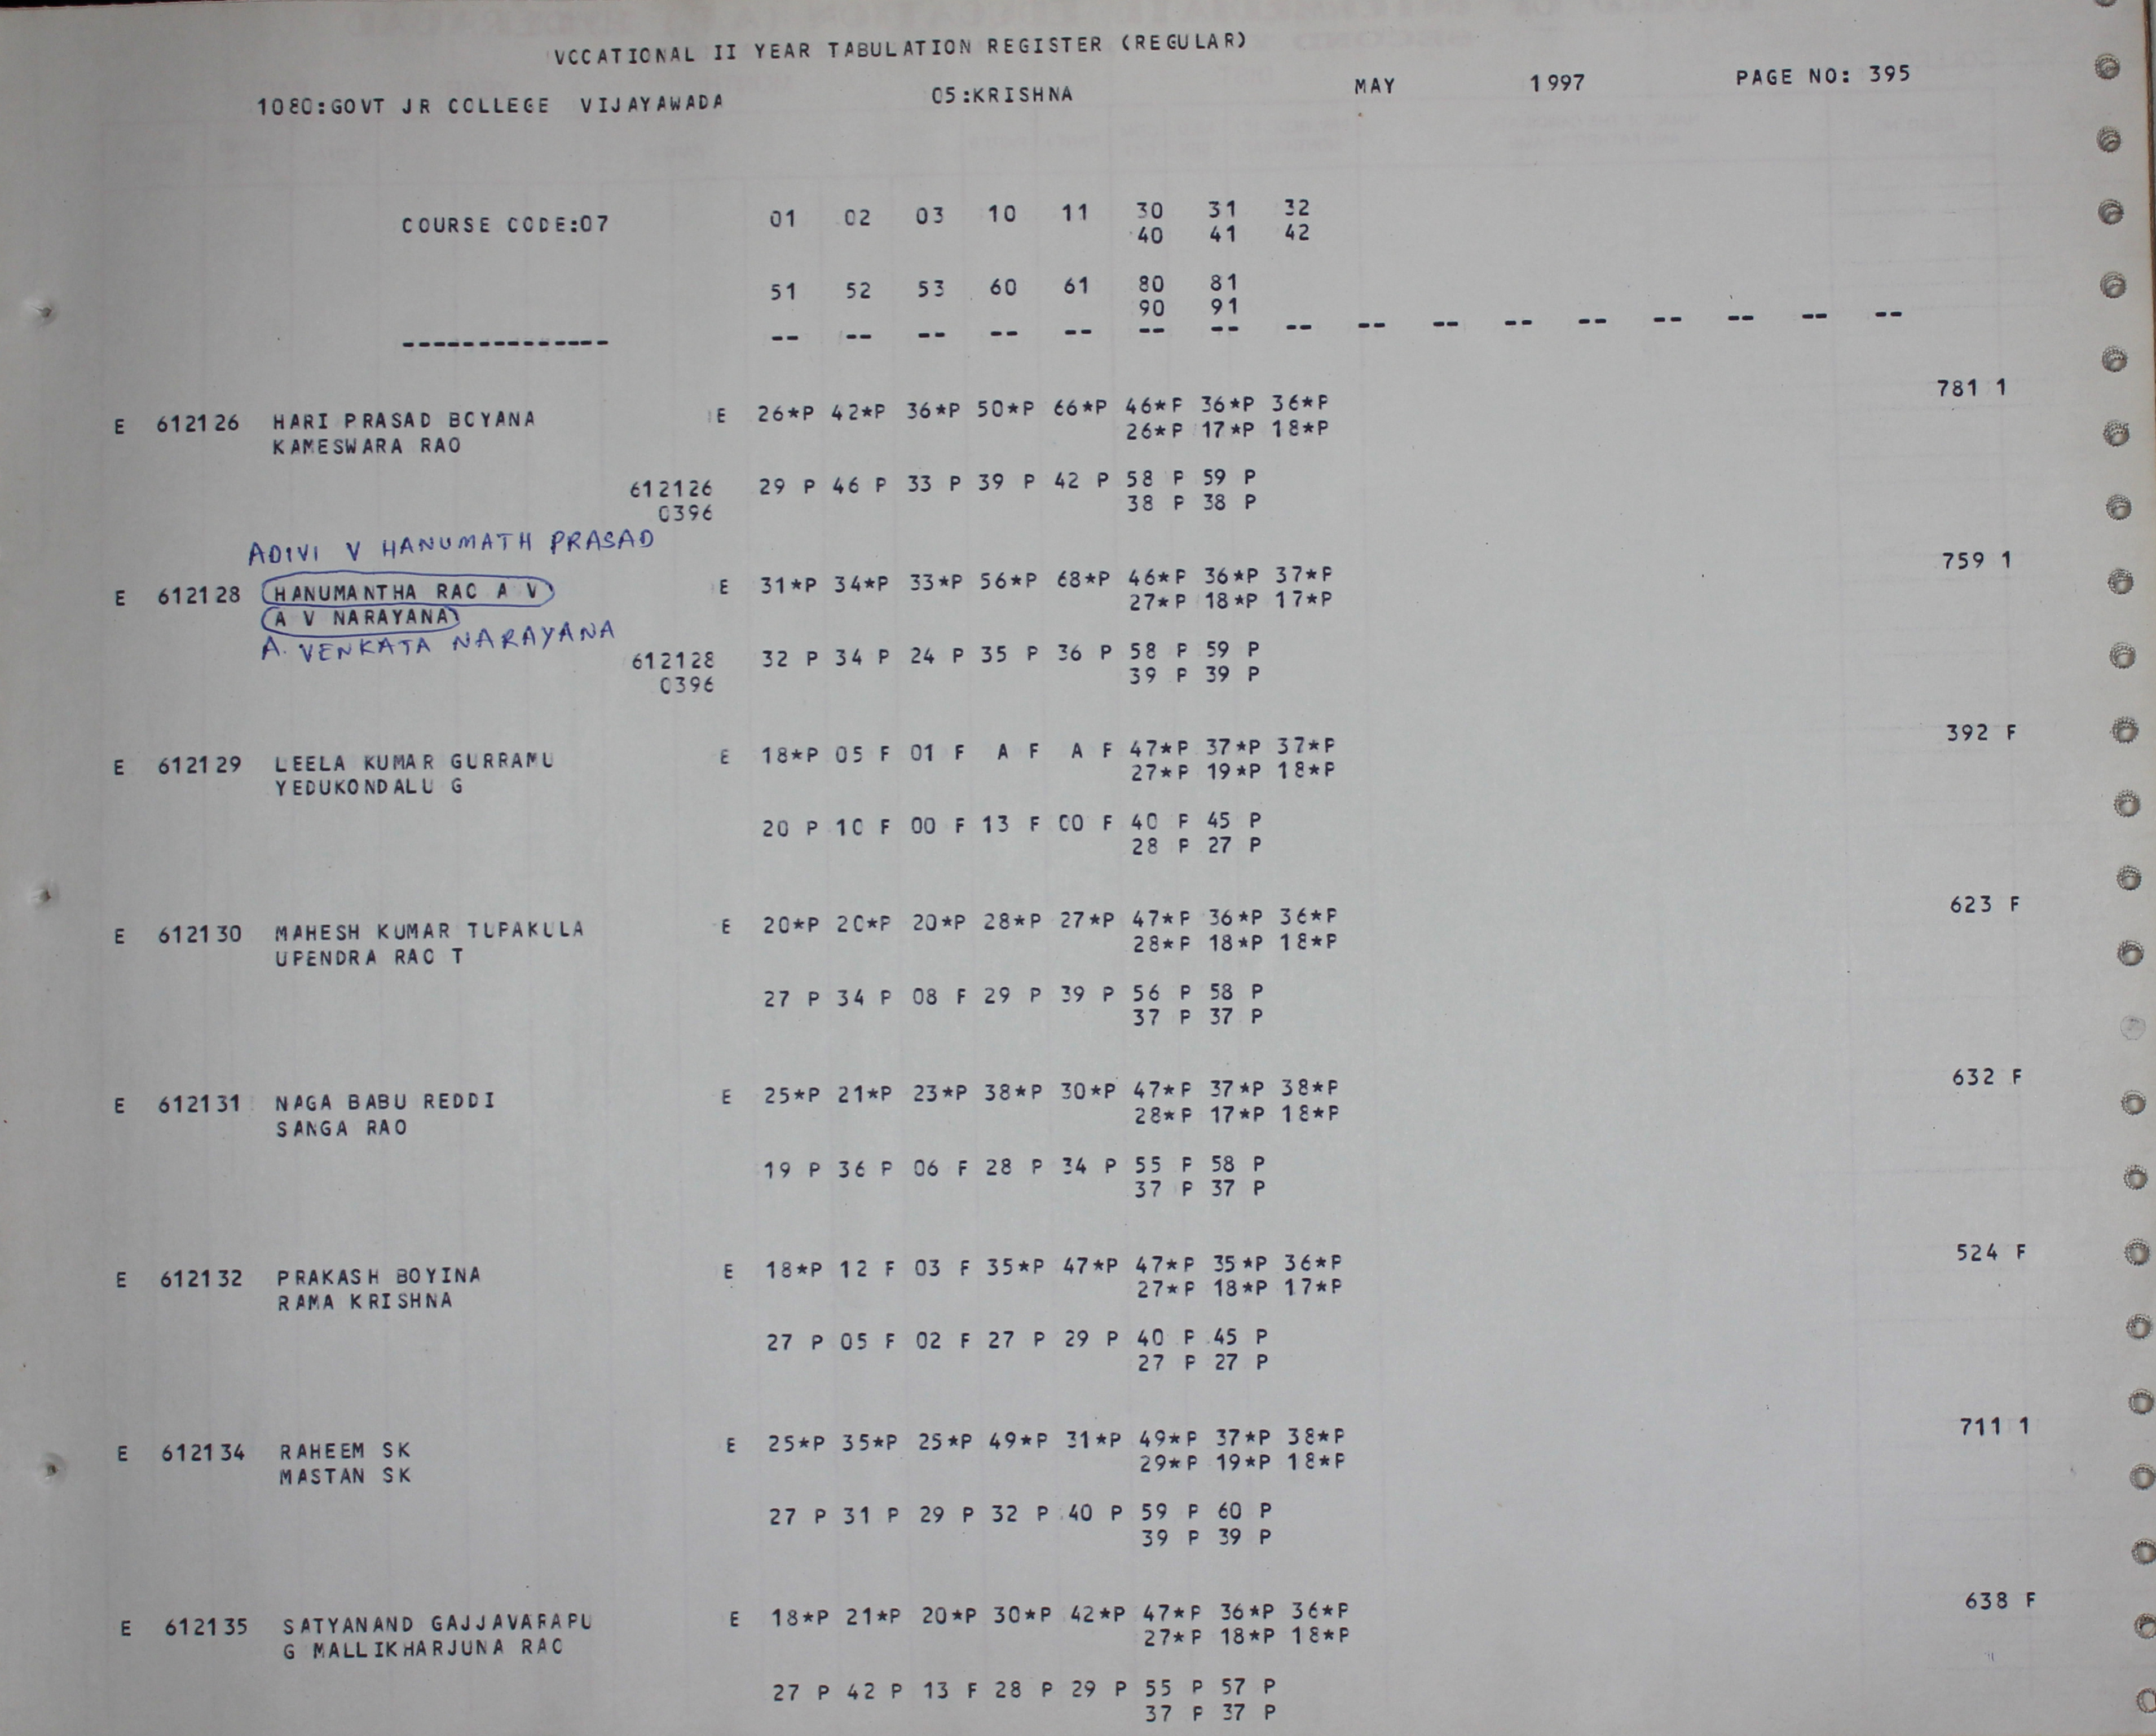 VCCATIONAL II YEAR TABULATION REGISTER (REGULAR)
1080:GOVT JR COLLEGE VIJAYAWADA 05:KRISHNA MAY 1997 PAGE NO: 395
COURSE CODE:07 01 02 03 10 11 30 31 32
40 41 42
51 52 53 60 61 80 81
90 91
-------------- -- -- -- -- -- -- -- -- -- -- -- -- -- -- -- --
E 612126 HARI PRASAD BCYANA E 26*P 42*P 36*P 50*P 66*P 46*P 36*P 36*P 781 1
KAMESWARA RAO 26*P 17*P 18*P
612126 29 P 46 P 33 P 39 P 42 P 58 P 59 P
0396 38 P 38 P
ADIVI V HANUMATH PRASAD
E 612128 HANUMANTHA RAC A V E 31*P 34*P 33*P 56*P 68*P 46*P 36*P 37*P 759 1
A V NARAYANA 27*P 18*P 17*P
A. VENKATA NARAYANA
612128 32 P 34 P 24 P 35 P 36 P 58 P 59 P
0396 39 P 39 P
E 612129 LEELA KUMAR GURRAMU E 18*P 05 F 01 F A F A F 47*P 37*P 37*P 392 F
YEDUKONDALU G 27*P 19*P 18*P
20 P 10 F 00 F 13 F 00 F 40 P 45 P
28 P 27 P
E 612130 MAHESH KUMAR TUPAKULA E 20*P 20*P 20*P 28*P 27*P 47*P 36*P 36*P 623 F
UPENDRA RAO T 28*P 18*P 18*P
27 P 34 P 08 F 29 P 39 P 56 P 58 P
37 P 37 P
E 612131 NAGA BABU REDDI E 25*P 21*P 23*P 38*P 30*P 47*P 37*P 38*P 632 F
SANGA RAO 28*P 17*P 18*P
19 P 36 P 06 F 28 P 34 P 55 P 58 P
37 P 37 P
E 612132 PRAKASH BOYINA E 18*P 12 F 03 F 35*P 47*P 47*P 35*P 36*P 524 F
RAMA KRISHNA 27*P 18*P 17*P
27 P 05 F 02 F 27 P 29 P 40 P 45 P
27 P 27 P
E 612134 RAHEEM SK E 25*P 35*P 25*P 49*P 31*P 49*P 37*P 38*P 711 1
MASTAN SK 29*P 19*P 18*P
27 P 31 P 29 P 32 P 40 P 59 P 60 P
39 P 39 P
E 612135 SATYANAND GAJJAVARAPU E 18*P 21*P 20*P 30*P 42*P 47*P 36*P 36*P 638 F
G MALLIKHARJUNA RAC 27*P 18*P 18*P
27 P 42 P 13 F 28 P 29 P 55 P 57 P
37 P 37 P